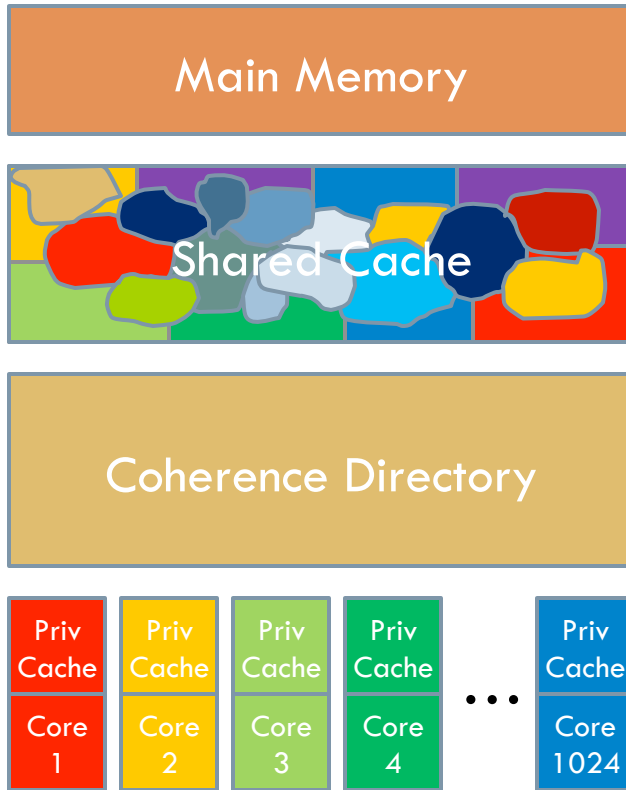 Main Memory
Shared Cache
Coherence Directory
Priv Cache
Core 1
Priv Cache
Core 2
Priv Cache
Core 3
Priv Cache
Core 4
...
Priv Cache
Core 1024